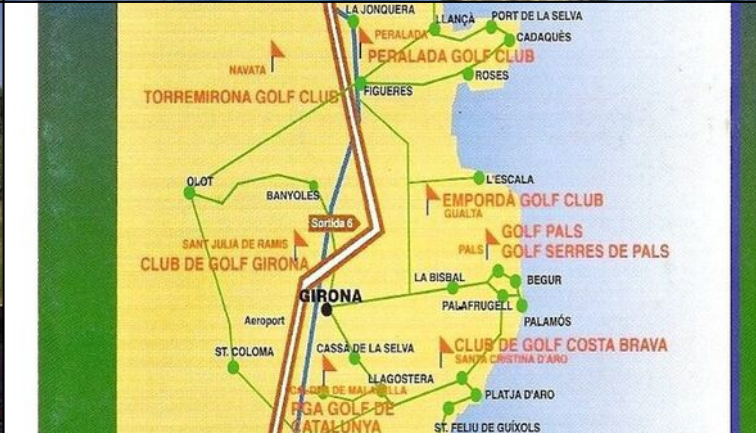 LA JONQUERA
LLANÇÀ
PORT DE LA SELVA
PERALADA
CADAQUÈS
PERALADA GOLF CLUB
NAVATA
ROSES
TORREMIRONA GOLF CLUB
FIGUERES
OLOT
BANYOLES
L'ESCALA
EMPORDÀ GOLF CLUB
GUALTA
Sortida 6
GOLF PALS
SANT JULIA DE RAMIS
PALS
GOLF SERRES DE PALS
CLUB DE GOLF GIRONA
LA BISBAL
BEGUR
GIRONA
PALAFRUGELL
Aeroport
PALAMÓS
ST. COLOMA
CASSÀ DE LA SELVA
CLUB DE GOLF COSTA BRAVA
SANTA CRISTINA D'ARO
LLAGOSTERA
CALDES DE MALAVELLA
PLATJA D'ARO
PGA GOLF DE
CATALUNYA
ST. FELIU DE GUÍXOLS